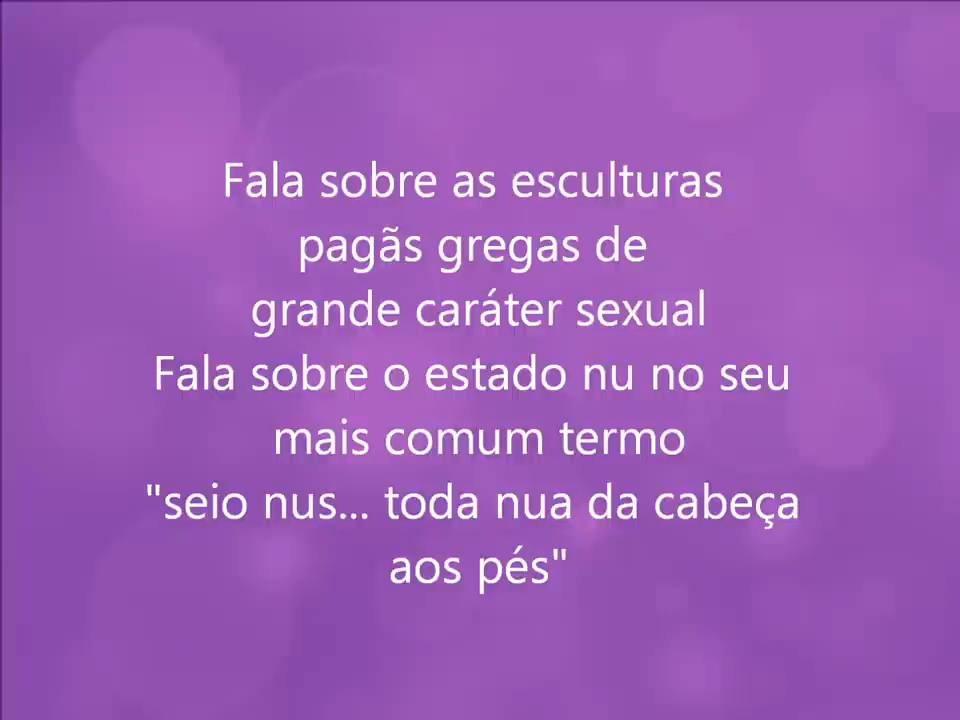 Fala sobre as esculturas
pagãs gregas de
grande caráter sexual
Fala sobre o estado nu no seu
mais comum termo
"seio nus... toda nua da cabeça
aos pés"